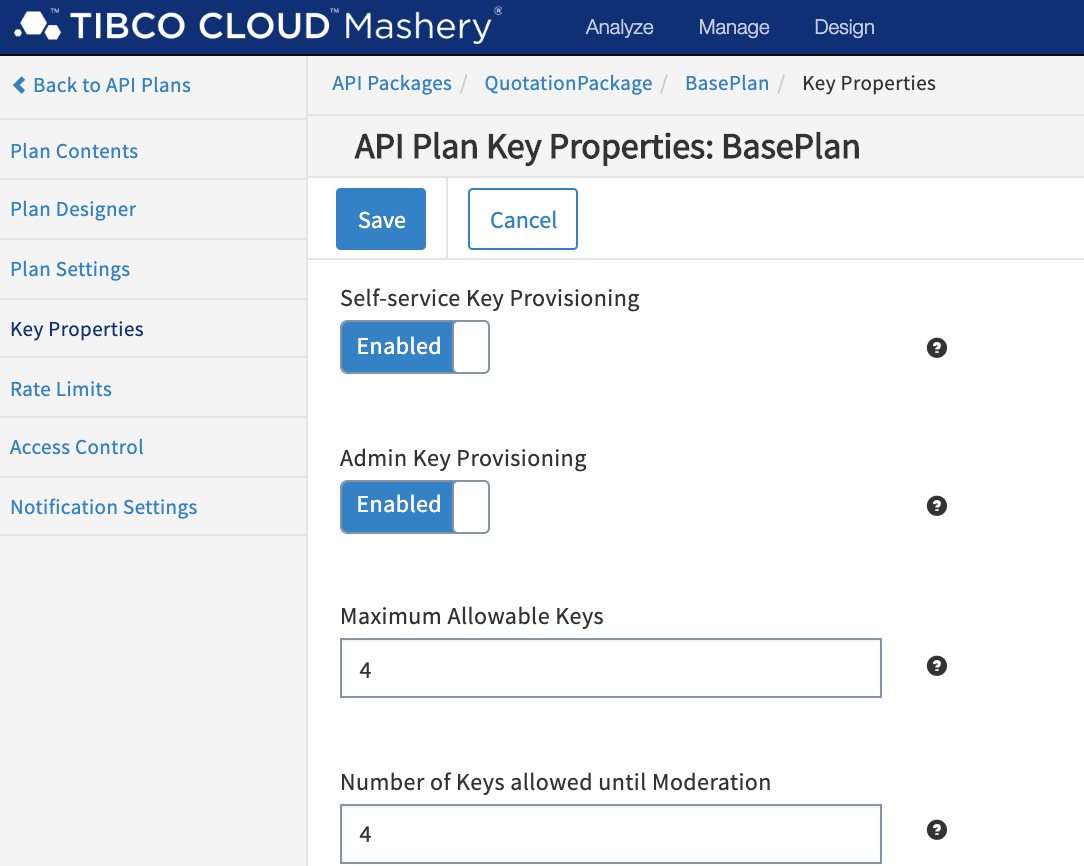 TIBCO CLOUD™ Mashery®
Analyze Manage Design
Back to API Plans
Plan Contents
Plan Designer
Plan Settings
Key Properties
Rate Limits
Access Control
Notification Settings
API Packages / QuotationPackage / BasePlan / Key Properties
API Plan Key Properties: BasePlan
Save Cancel
Self-service Key Provisioning
Enabled
?
Admin Key Provisioning
Enabled
?
Maximum Allowable Keys
4
?
Number of Keys allowed until Moderation
4
?